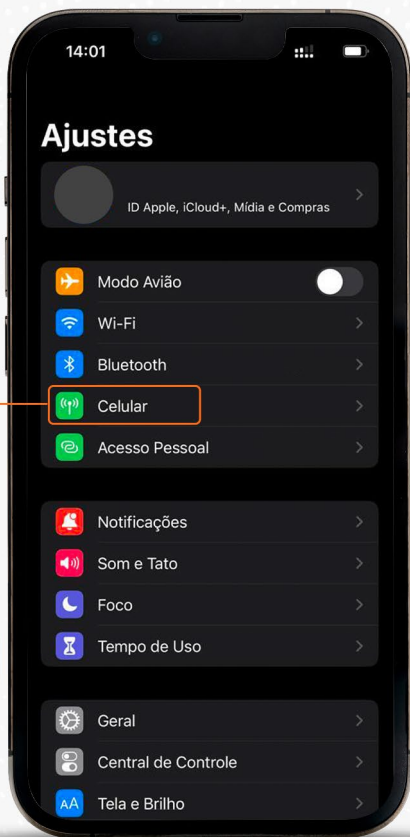 14:01
Ajustes
ID Apple, iCloud+, Mídia e Compras
Modo Avião
Wi-Fi
Bluetooth
Celular
Acesso Pessoal
Notificações
Som e Tato
Foco
Tempo de Uso
Geral
Central de Controle
AA Tela e Brilho